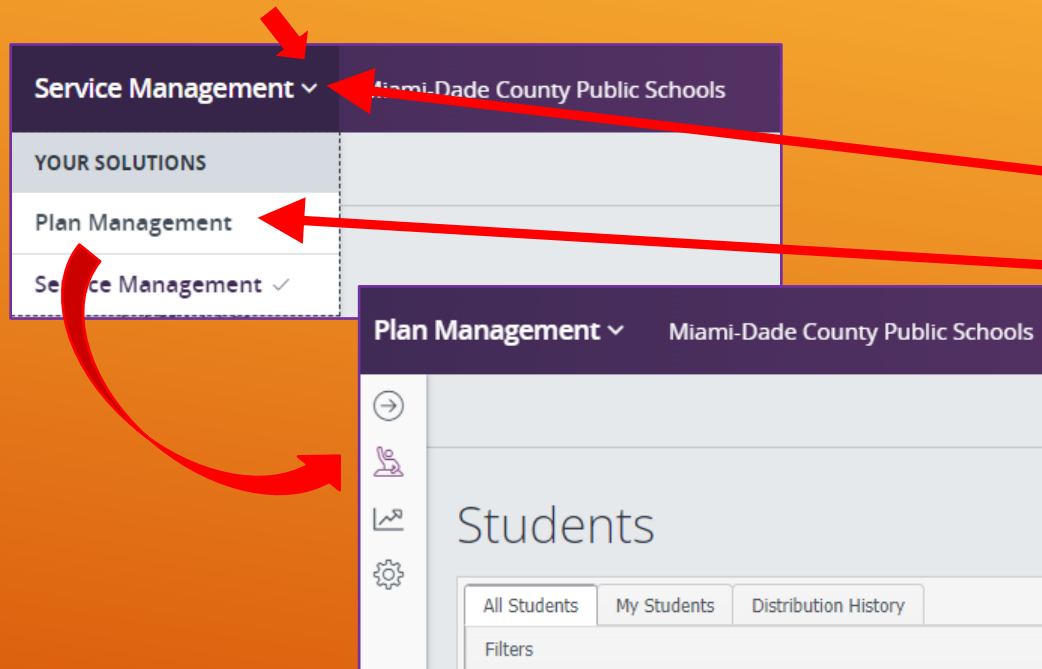 Service Management
Miami-Dade County Public Schools
YOUR SOLUTIONS
Plan Management
Service Management
Plan Management
Miami-Dade County Public Schools
Students
All Students
My Students
Distribution History
Filters